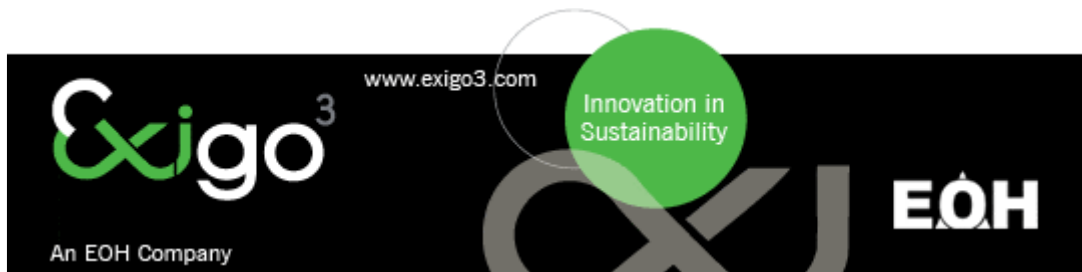 www.exigo3.com
Exigo3
Innovation in
Sustainability
EOH
An EOH Company